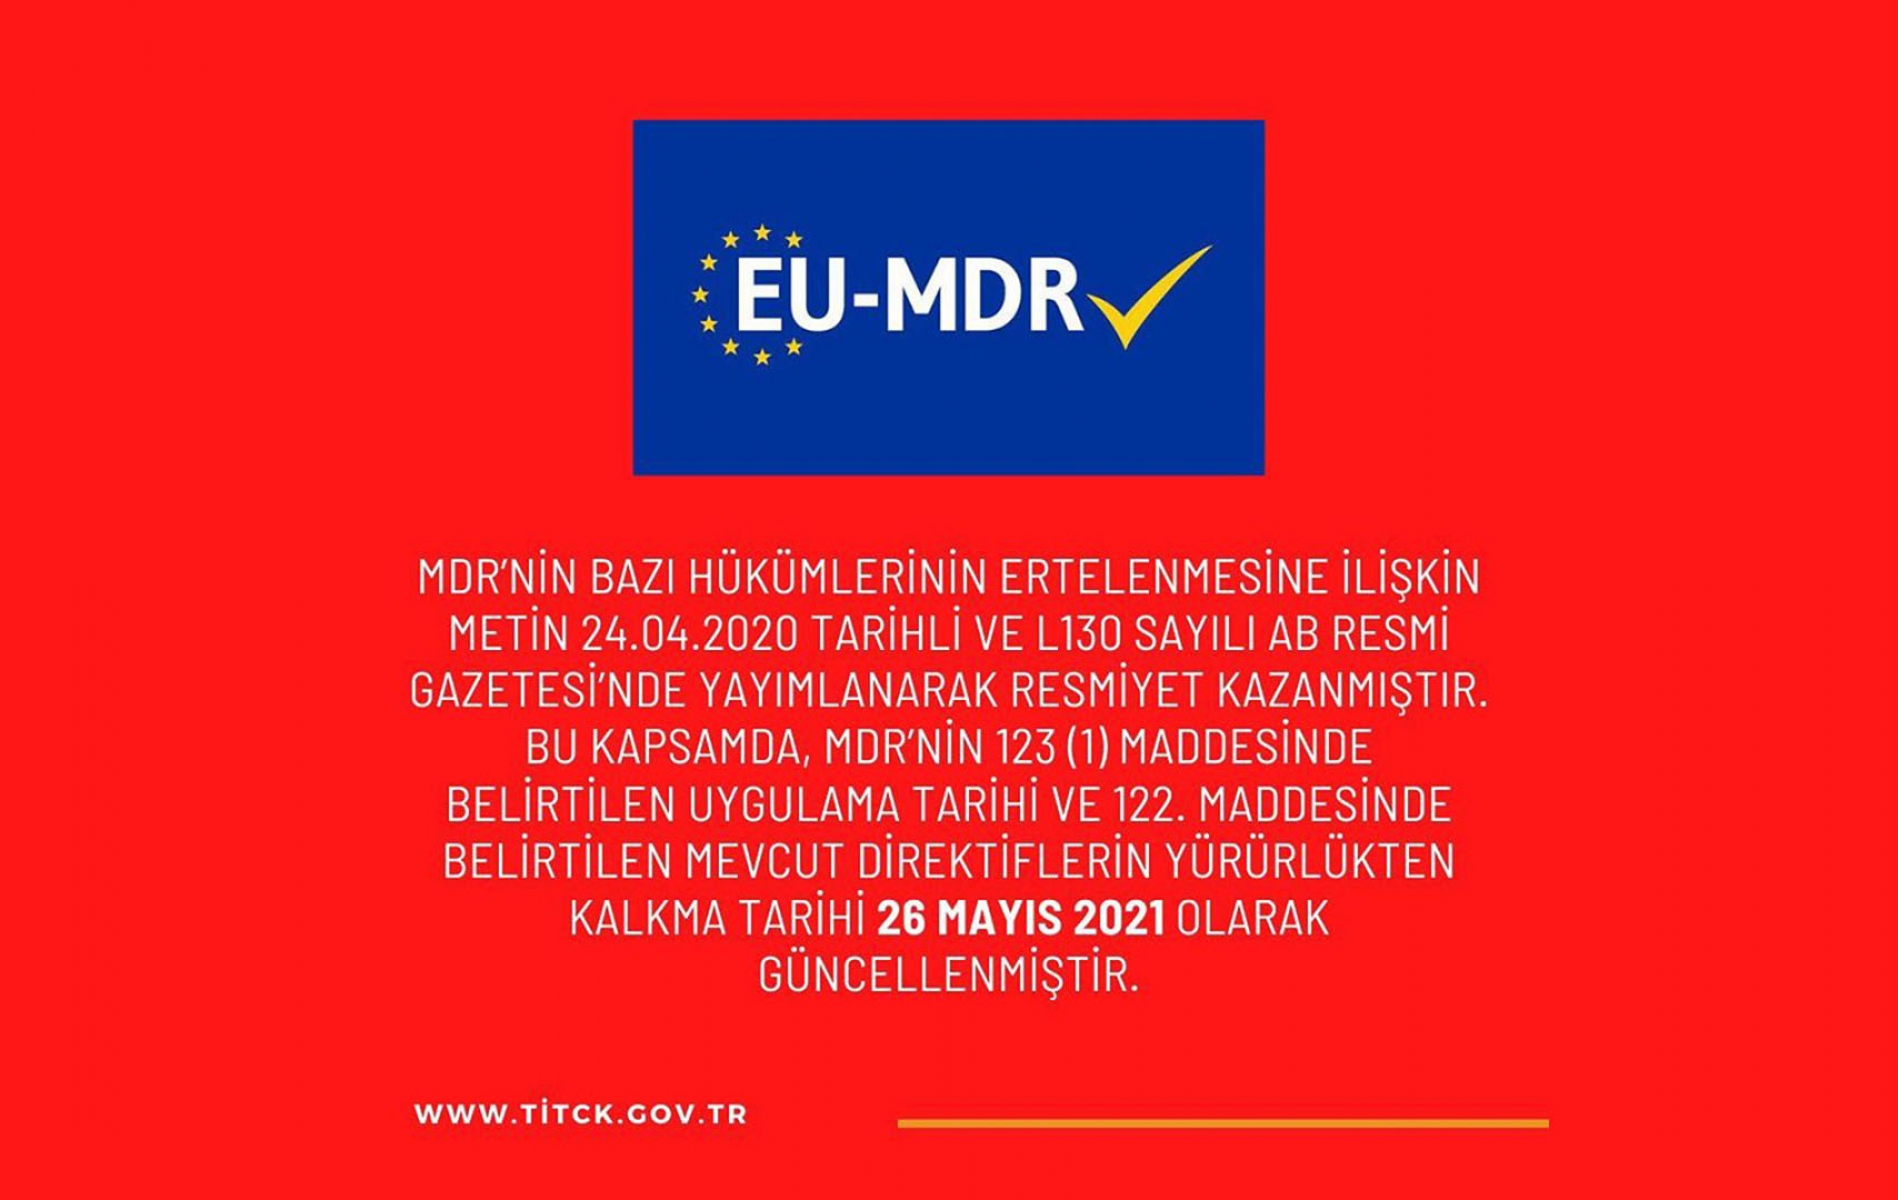 EU-MDR
MDR'NİN BAZI HÜKÜMLERİNİN ERTELENMESİNE İLİŞKİN
METİN 24.04.2020 TARİHLİ VE L130 SAYILI AB RESMİ
GAZETESİ'NDE YAYIMLANARAK RESMİYET KAZANMIŞTIR.
BU KAPSAMDA, MDR'NİN 123 (1) MADDESİNDE
BELİRTİLEN UYGULAMA TARİHİ VE 122. MADDESİNDE
BELİRTİLEN MEVCUT DİREKTİFLERİN YÜRÜRLÜKTEN
KALKMA TARİHİ 26 MAYIS 2021 OLARAK
GÜNCELLENMİŞTİR.
WWW.TİTCK.GOV.TR